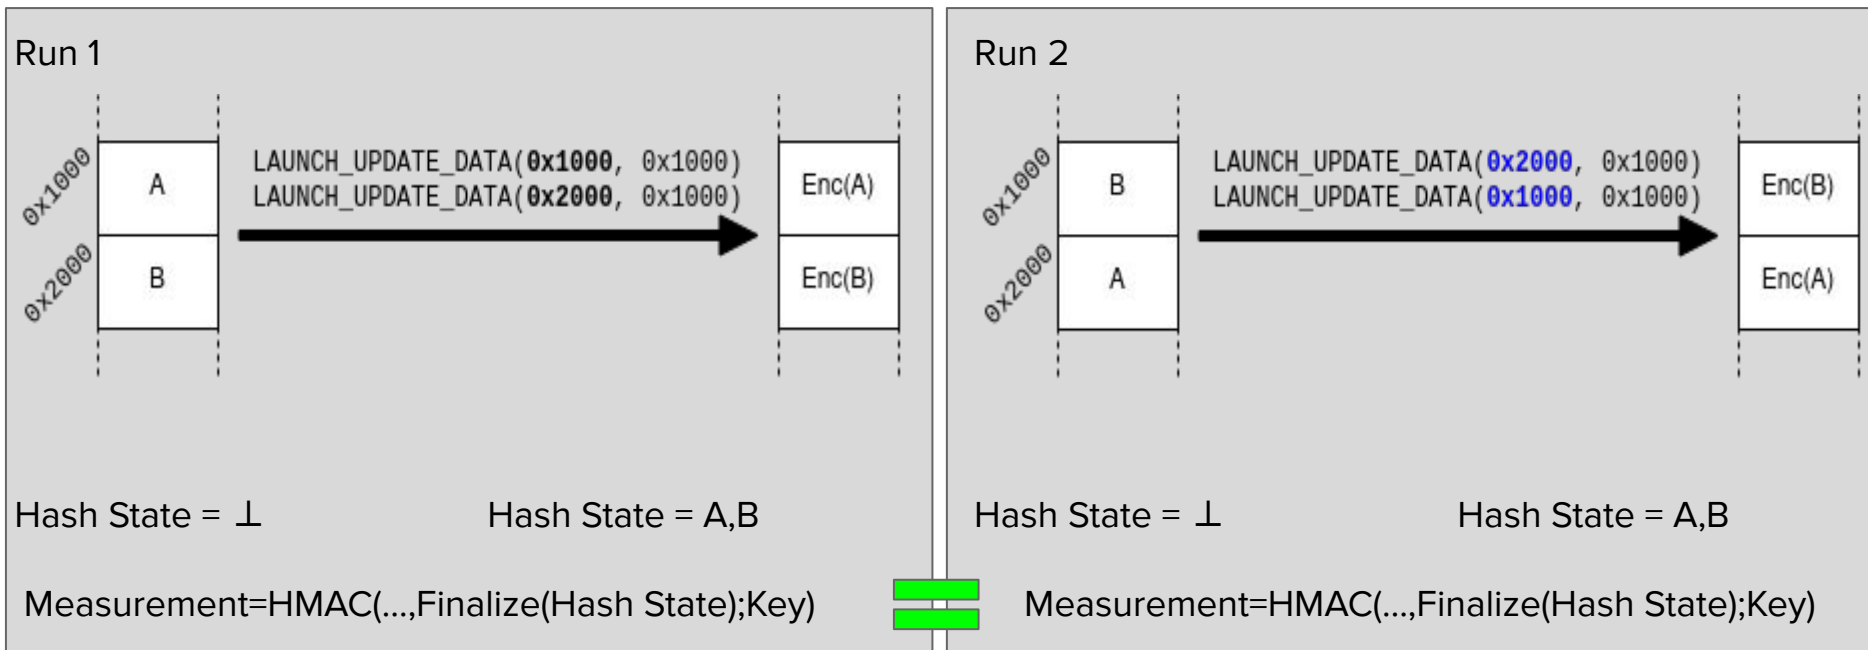 Run 1
0x1000
A
LAUNCH_UPDATE_DATA(0x1000, 0x1000)
LAUNCH_UPDATE_DATA(0x2000, 0x1000)
Enc(A)
0x2000
B
Enc(B)
Hash State = ⊥
Hash State = A,B
Measurement=HMAC(...,Finalize(Hash State);Key)
Run 2
0x1000
B
LAUNCH_UPDATE_DATA(0x2000, 0x1000)
LAUNCH_UPDATE_DATA(0x1000, 0x1000)
Enc(B)
0x2000
A
Enc(A)
Hash State = ⊥
Hash State = A,B
Measurement=HMAC(...,Finalize(Hash State);Key)